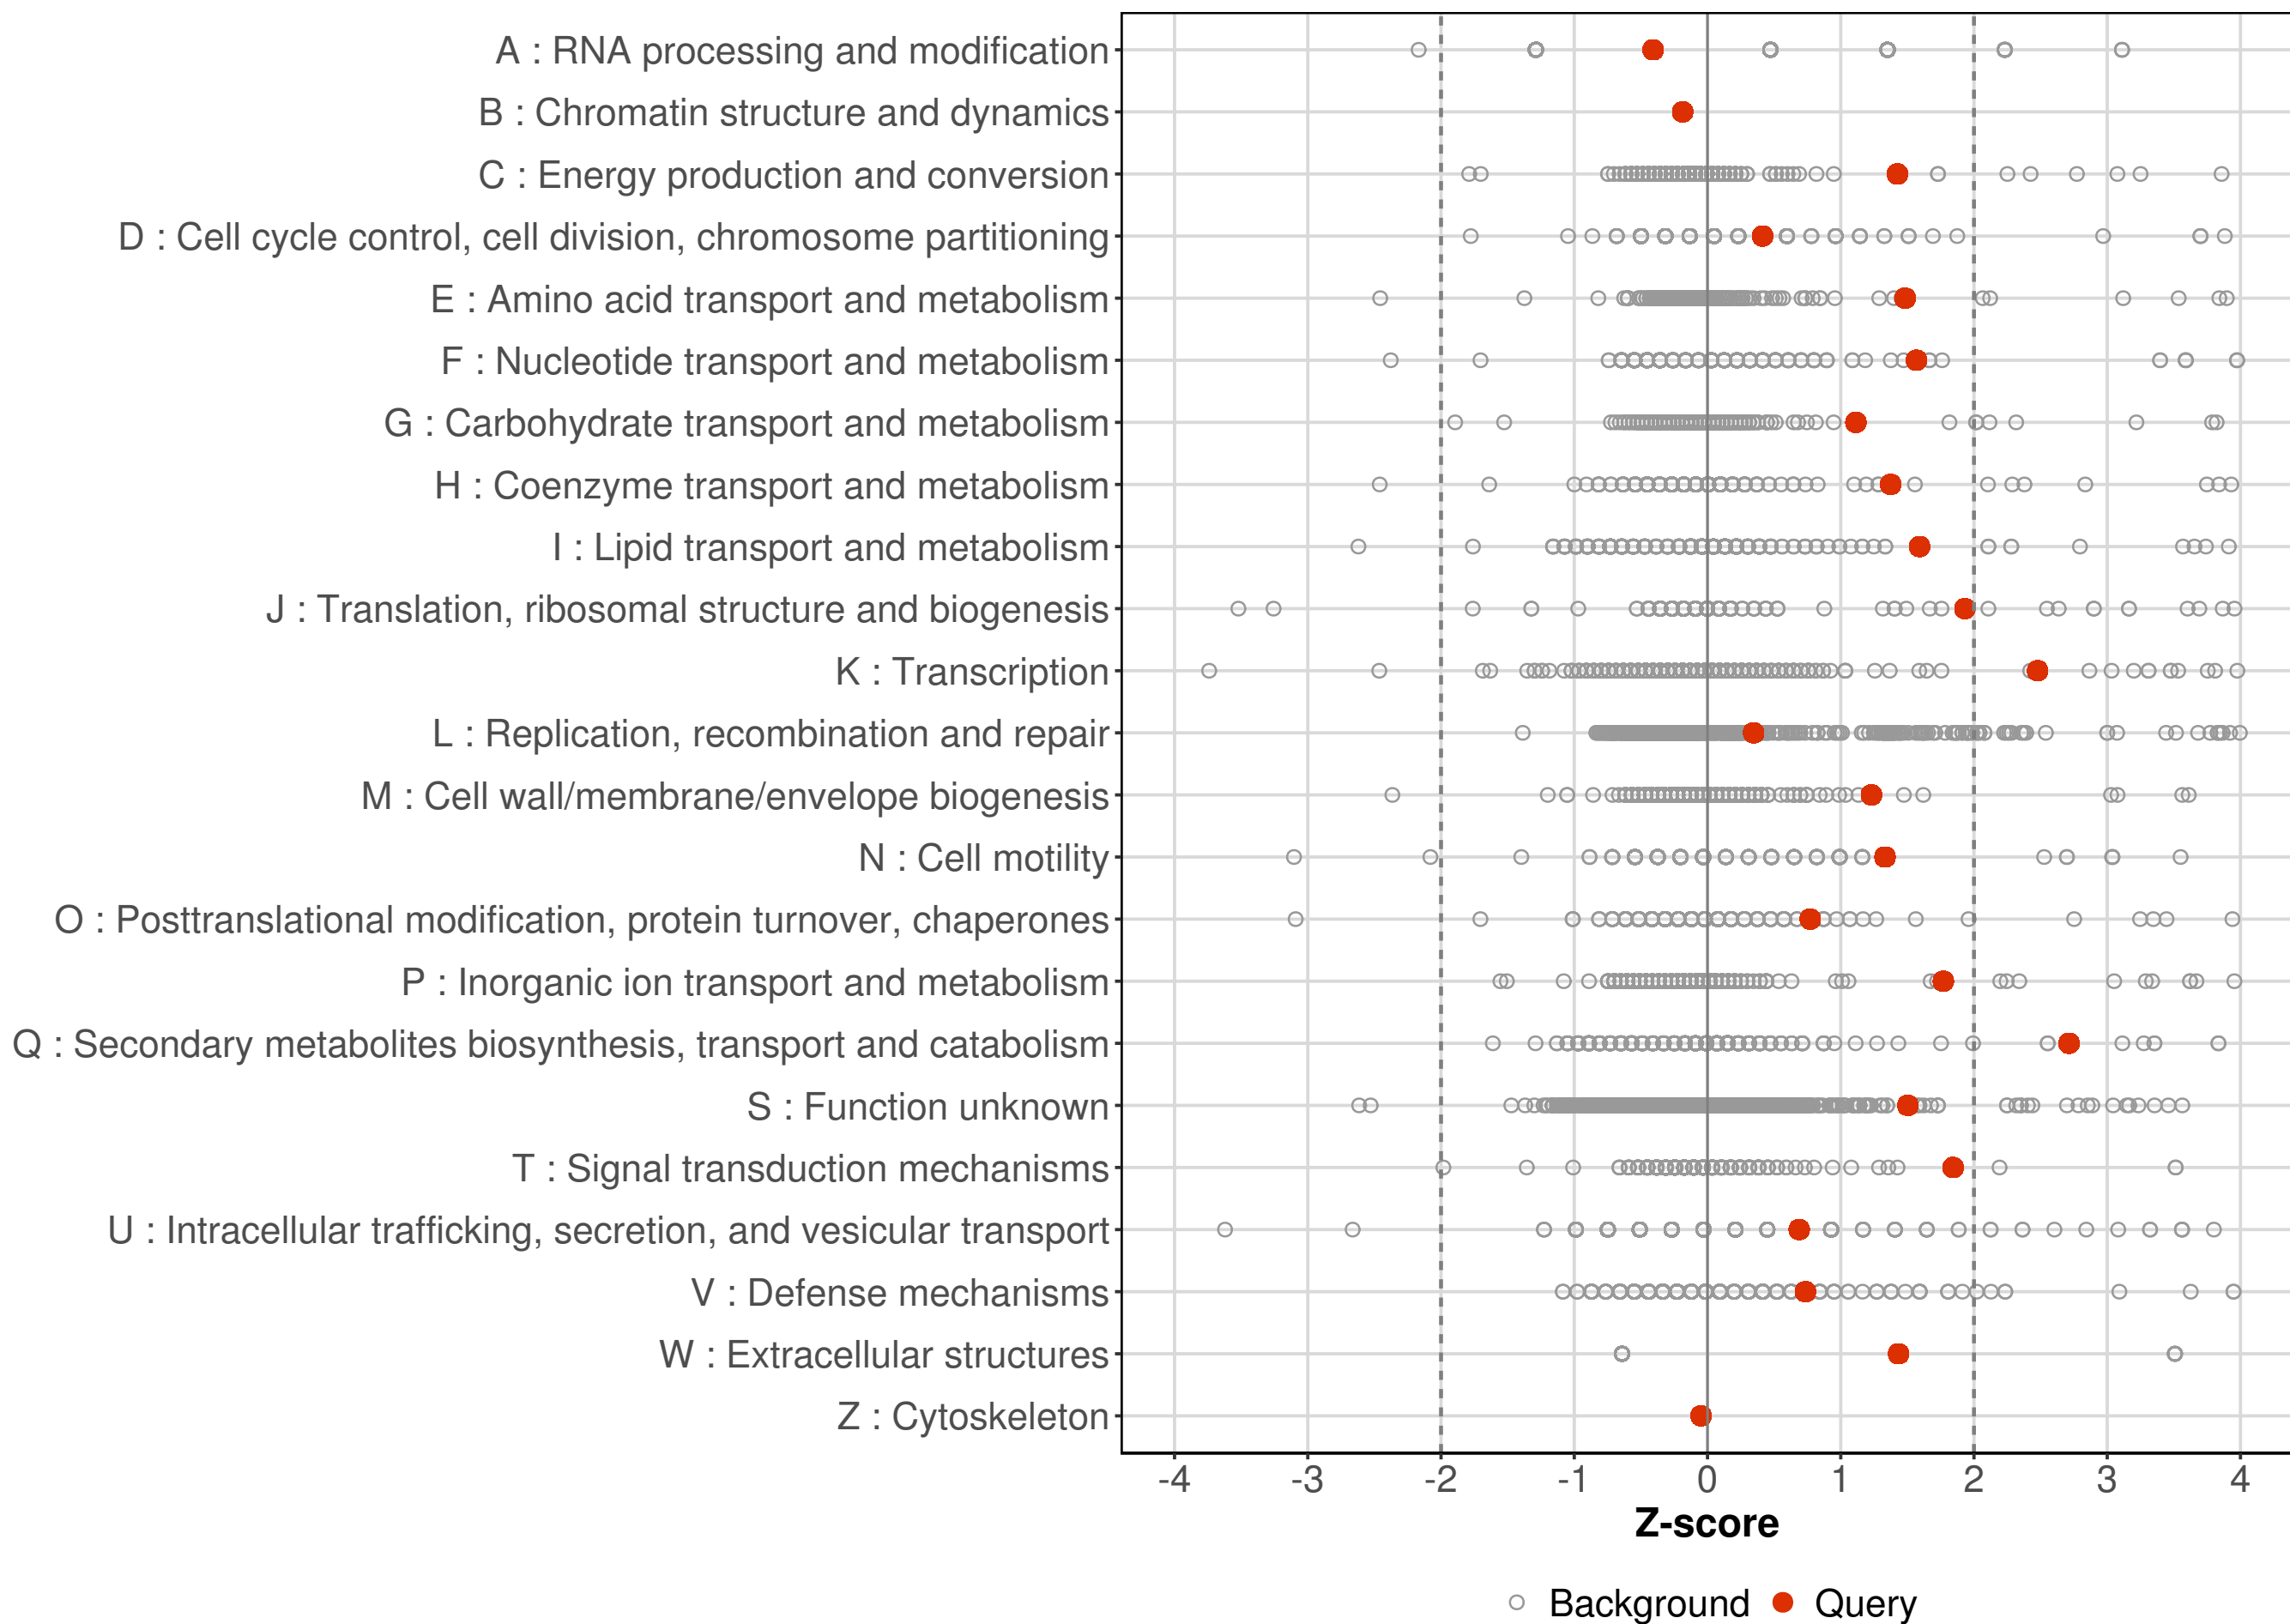 A : RNA processing and modification
B : Chromatin structure and dynamics
C : Energy production and conversion
D : Cell cycle control, cell division, chromosome partitioning
E : Amino acid transport and metabolism
F : Nucleotide transport and metabolism
G : Carbohydrate transport and metabolism
H : Coenzyme transport and metabolism
I : Lipid transport and metabolism
J : Translation, ribosomal structure and biogenesis
K : Transcription
L : Replication, recombination and repair
M : Cell wall/membrane/envelope biogenesis
N : Cell motility
O : Posttranslational modification, protein turnover, chaperones
P : Inorganic ion transport and metabolism
Q : Secondary metabolites biosynthesis, transport and catabolism
S : Function unknown
T : Signal transduction mechanisms
U : Intracellular trafficking, secretion, and vesicular transport
V : Defense mechanisms
W : Extracellular structures
Z : Cytoskeleton
-4 -3 -2 -1 0 1 2 3 4
Z-score
Background Query